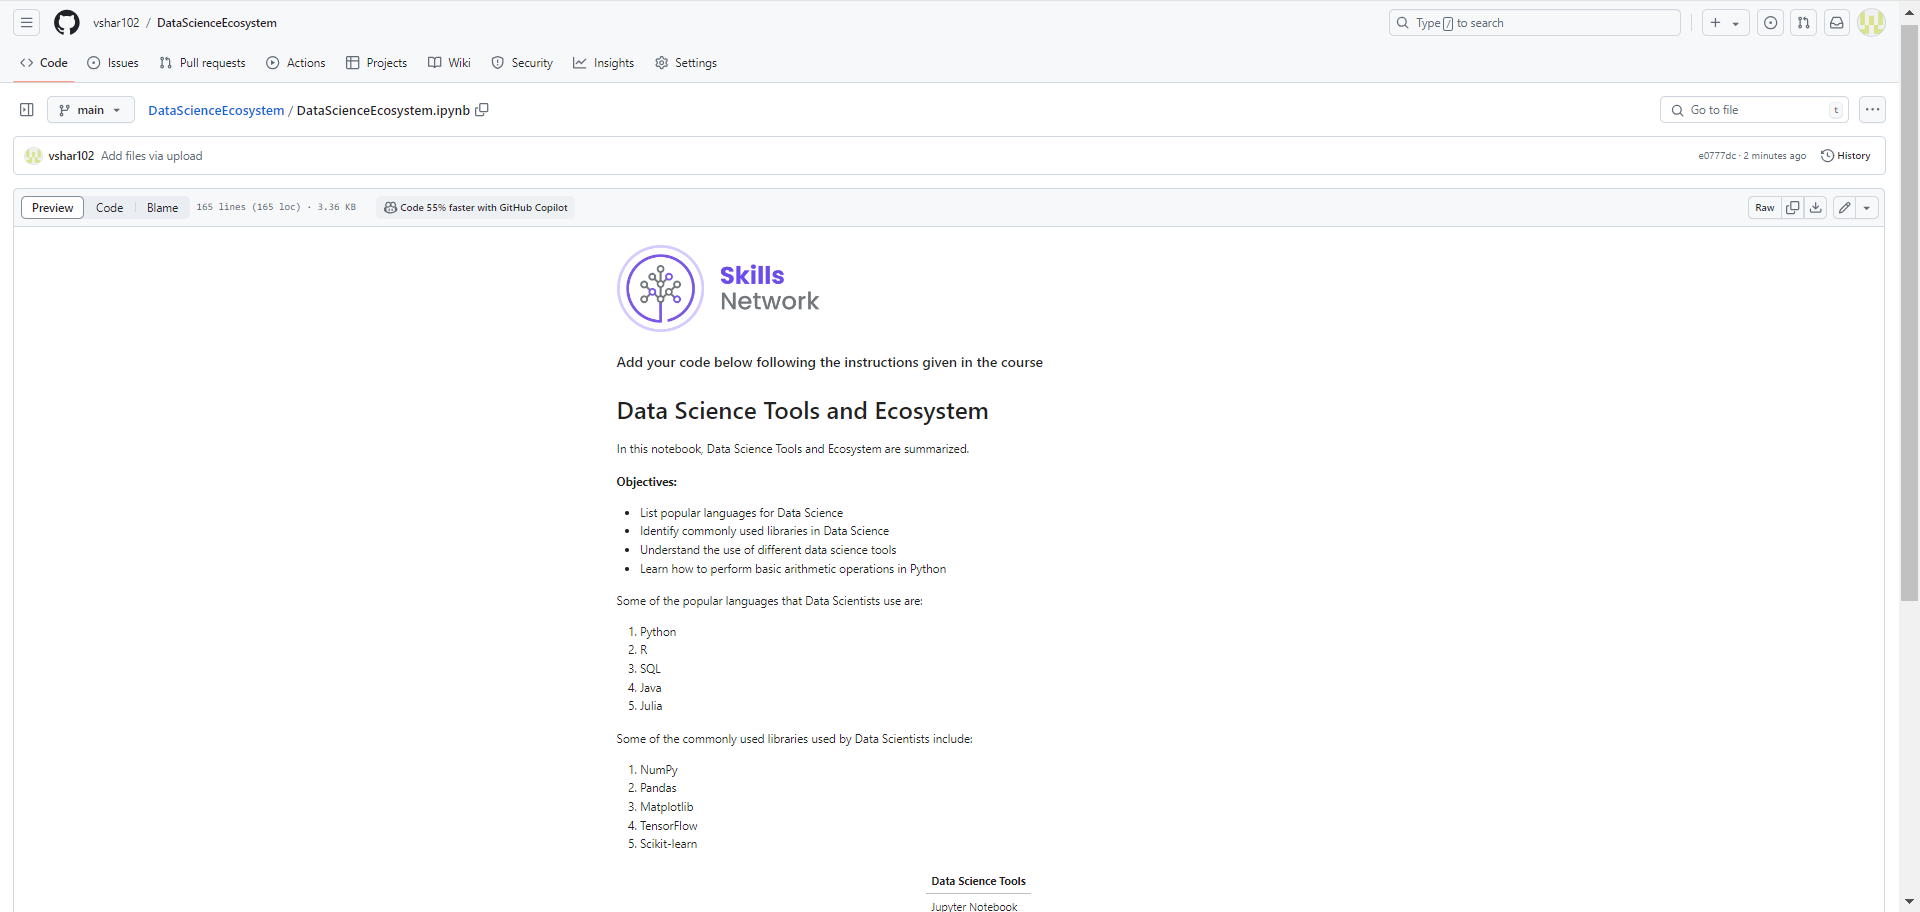 vshar102 / DataScienceEcosystem
Type / to search
Code Issues Pull requests Actions Projects Wiki Security Insights Settings
main DataScienceEcosystem / DataScienceEcosystem.ipynb Go to file t
vshar102 Add files via upload e0777dc · 2 minutes ago History
Preview Code Blame 165 lines (165 loc) · 3.36 KB Code 55% faster with GitHub Copilot Raw
Skills
Network
Add your code below following the instructions given in the course
Data Science Tools and Ecosystem
In this notebook, Data Science Tools and Ecosystem are summarized.
Objectives:
• List popular languages for Data Science
• Identify commonly used libraries in Data Science
• Understand the use of different data science tools
• Learn how to perform basic arithmetic operations in Python
Some of the popular languages that Data Scientists use are:
1. Python
2. R
3. SQL
4. Java
5. Julia
Some of the commonly used libraries used by Data Scientists include:
1. NumPy
2. Pandas
3. Matplotlib
4. TensorFlow
5. Scikit-learn
Data Science Tools
Jupyter Notebook